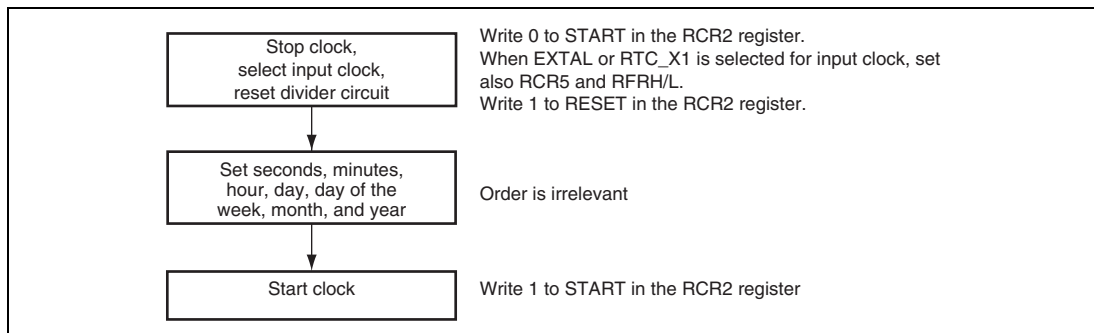 Stop clock,
select input clock,
reset divider circuit
Write 0 to START in the RCR2 register.
When EXTAL or RTC_X1 is selected for input clock, set
also RCR5 and RFRH/L.
Write 1 to RESET in the RCR2 register.
Set seconds, minutes,
hour, day, day of the
week, month, and year
Order is irrelevant
Start clock
Write 1 to START in the RCR2 register